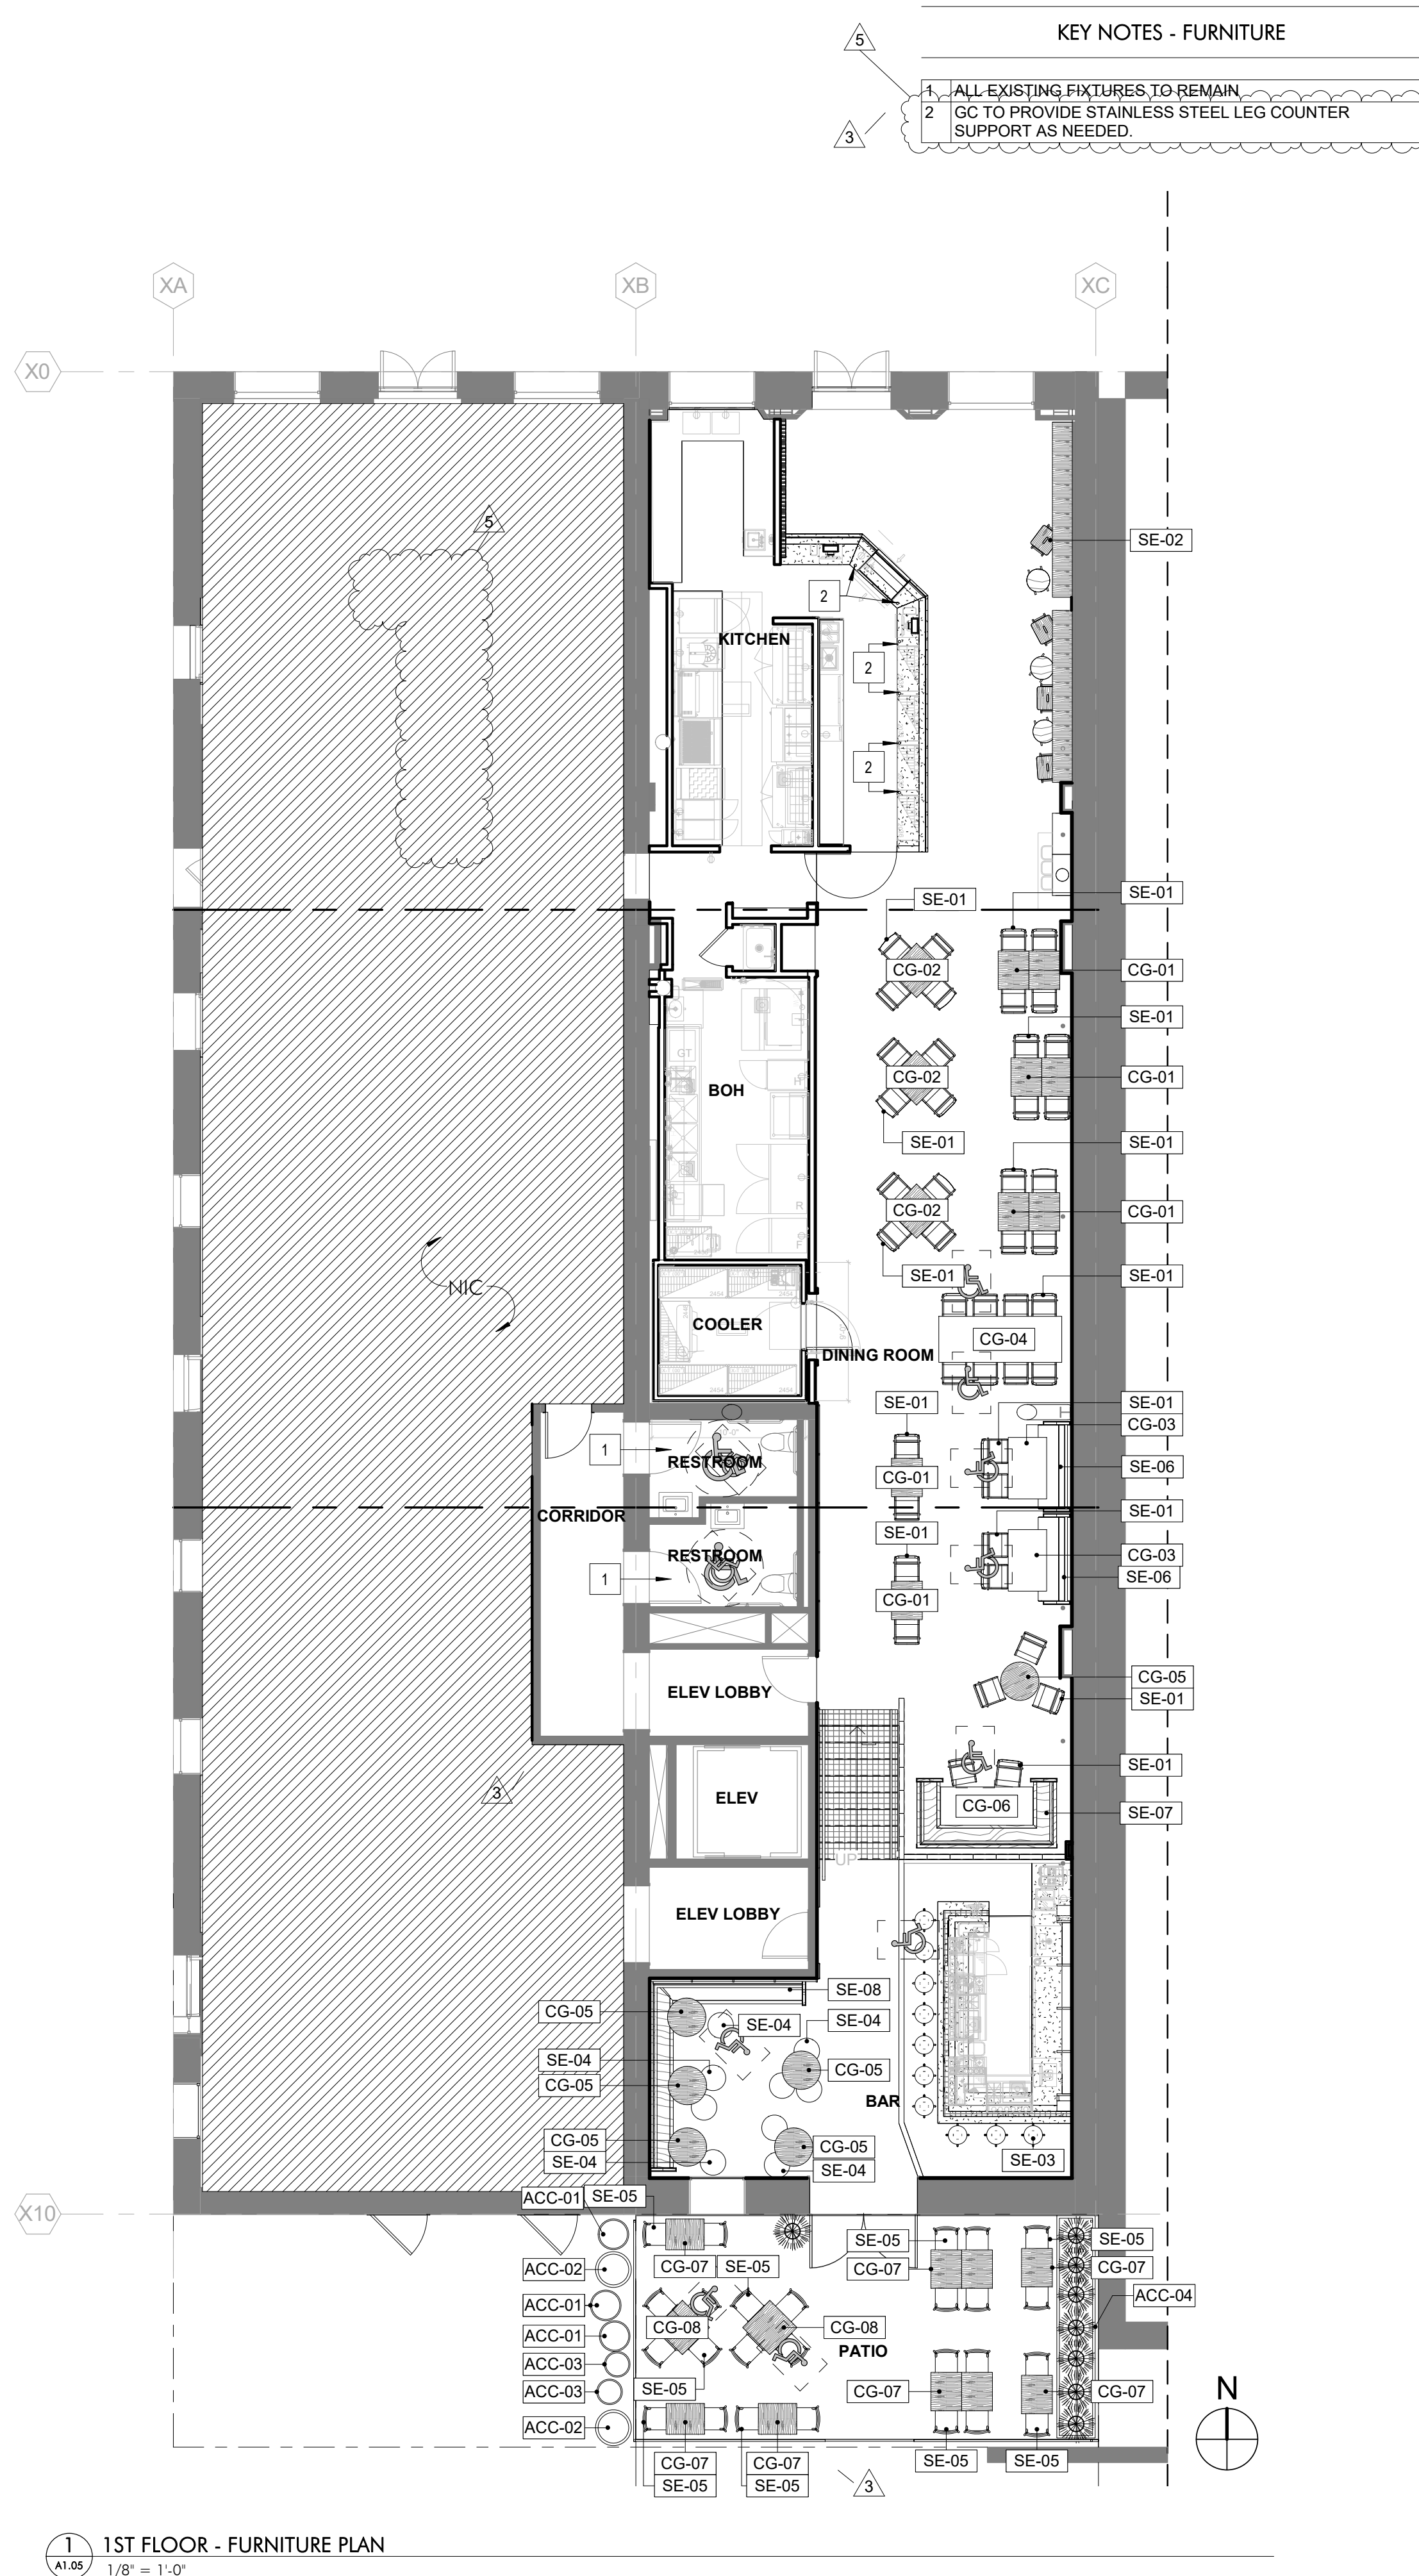 KEY NOTES - FURNITURE
5
1 ALL EXISTING FIXTURES TO REMAIN
2 GC TO PROVIDE STAINLESS STEEL LEG COUNTER
SUPPORT AS NEEDED.
3
XA
XB
XC
X0
5
SE-02
2
KITCHEN
2
2
SE-01
SE-01
CG-02
CG-01
SE-01
GT
CG-02
CG-01
BOH
H
SE-01
SE-01
SE-01
CG-02
CG-01
R
F
SE-01
SE-01
NIC
2454
2454
COOLER
CG-04
DINING ROOM
2454
2454
SE-01
SE-01
CG-03
1
RESTROOM
CG-01
SE-06
CORRIDOR
SE-01
SE-01
RESTROOM
CG-03
1
SE-06
CG-01
CG-05
ELEV LOBBY
SE-01
SE-01
3
ELEV
CG-06
SE-07
UP
ELEV LOBBY
SE-08
CG-05
SE-04
SE-04
SE-04
CG-05
CG-05
BAR
CG-05
CG-05
SE-04
SE-04
SE-03
ACC-01
SE-05
X10
SE-05
SE-05
CG-07
SE-05
CG-07
CG-07
ACC-02
ACC-04
ACC-01
CG-08
CG-08
ACC-01
PATIO
ACC-03
SE-05
CG-07
CG-07
ACC-03
N
ACC-02
CG-07
CG-07
SE-05
SE-05
SE-05
SE-05
3
1
A1.05
1ST FLOOR - FURNITURE PLAN
1/8" = 1'-0"